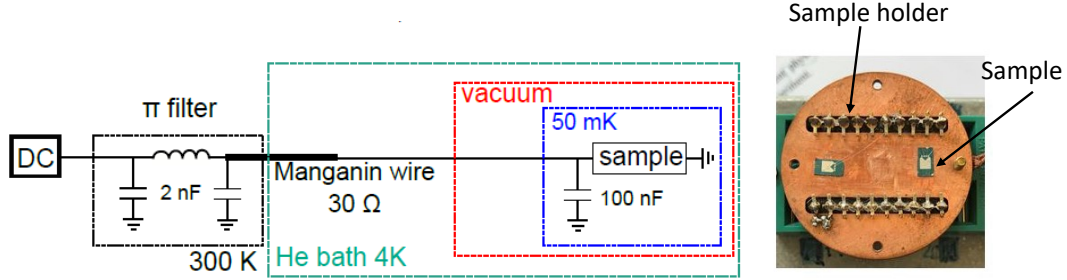 Sample holder
Sample
π filter
vacuum
50 mK
DC
sample
2 nF
Manganin wire
30 Ω
100 nF
300 K
He bath 4K